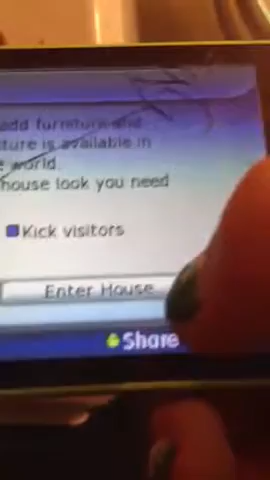 add furniture and
ture is available in
e world.
house look you need
Kick visitors
Enter House
Share